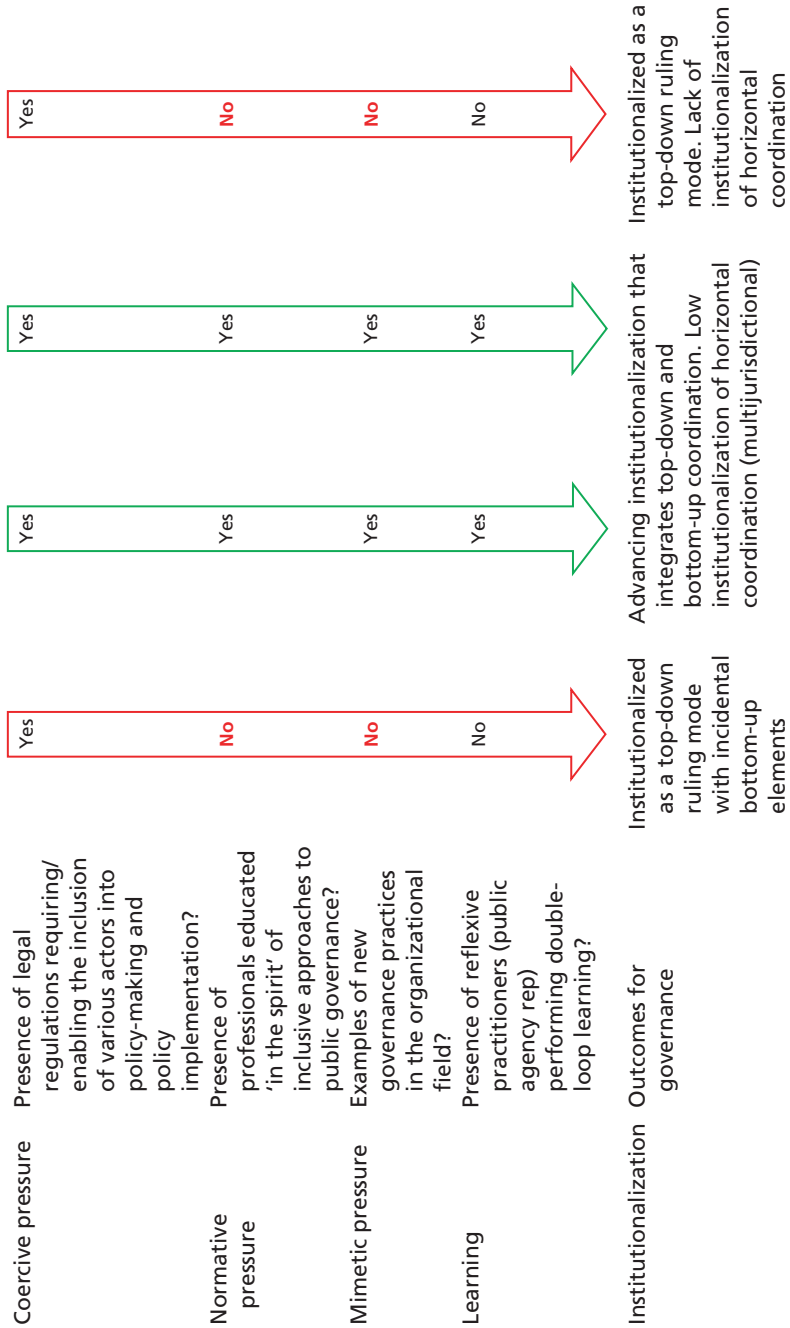 Coercive pressure
Presence of legal
regulations requiring/
enabling the inclusion
of various actors into
policy-making and
policy
implementation?
Yes
Yes
Yes
Yes
Normative
pressure
Presence of
professionals educated
‘in the spirit’ of
inclusive approaches to
public governance?
No
Yes
Yes
No
Mimetic pressure
Examples of new
governance practices
in the organizational
field?
No
Yes
Yes
No
Learning
Presence of reflexive
practitioners (public
agency rep)
performing double-
loop learning?
No
Yes
Yes
No
Institutionalization
Outcomes for
governance
Institutionalized
as a top-down
ruling mode
with incidental
bottom-up
elements
Advancing institutionalization that
integrates top-down and
bottom-up coordination. Low
institutionalization of horizontal
coordination (multijurisdictional)
Institutionalized as a
top-down ruling
mode. Lack of
institutionalization
of horizontal
coordination